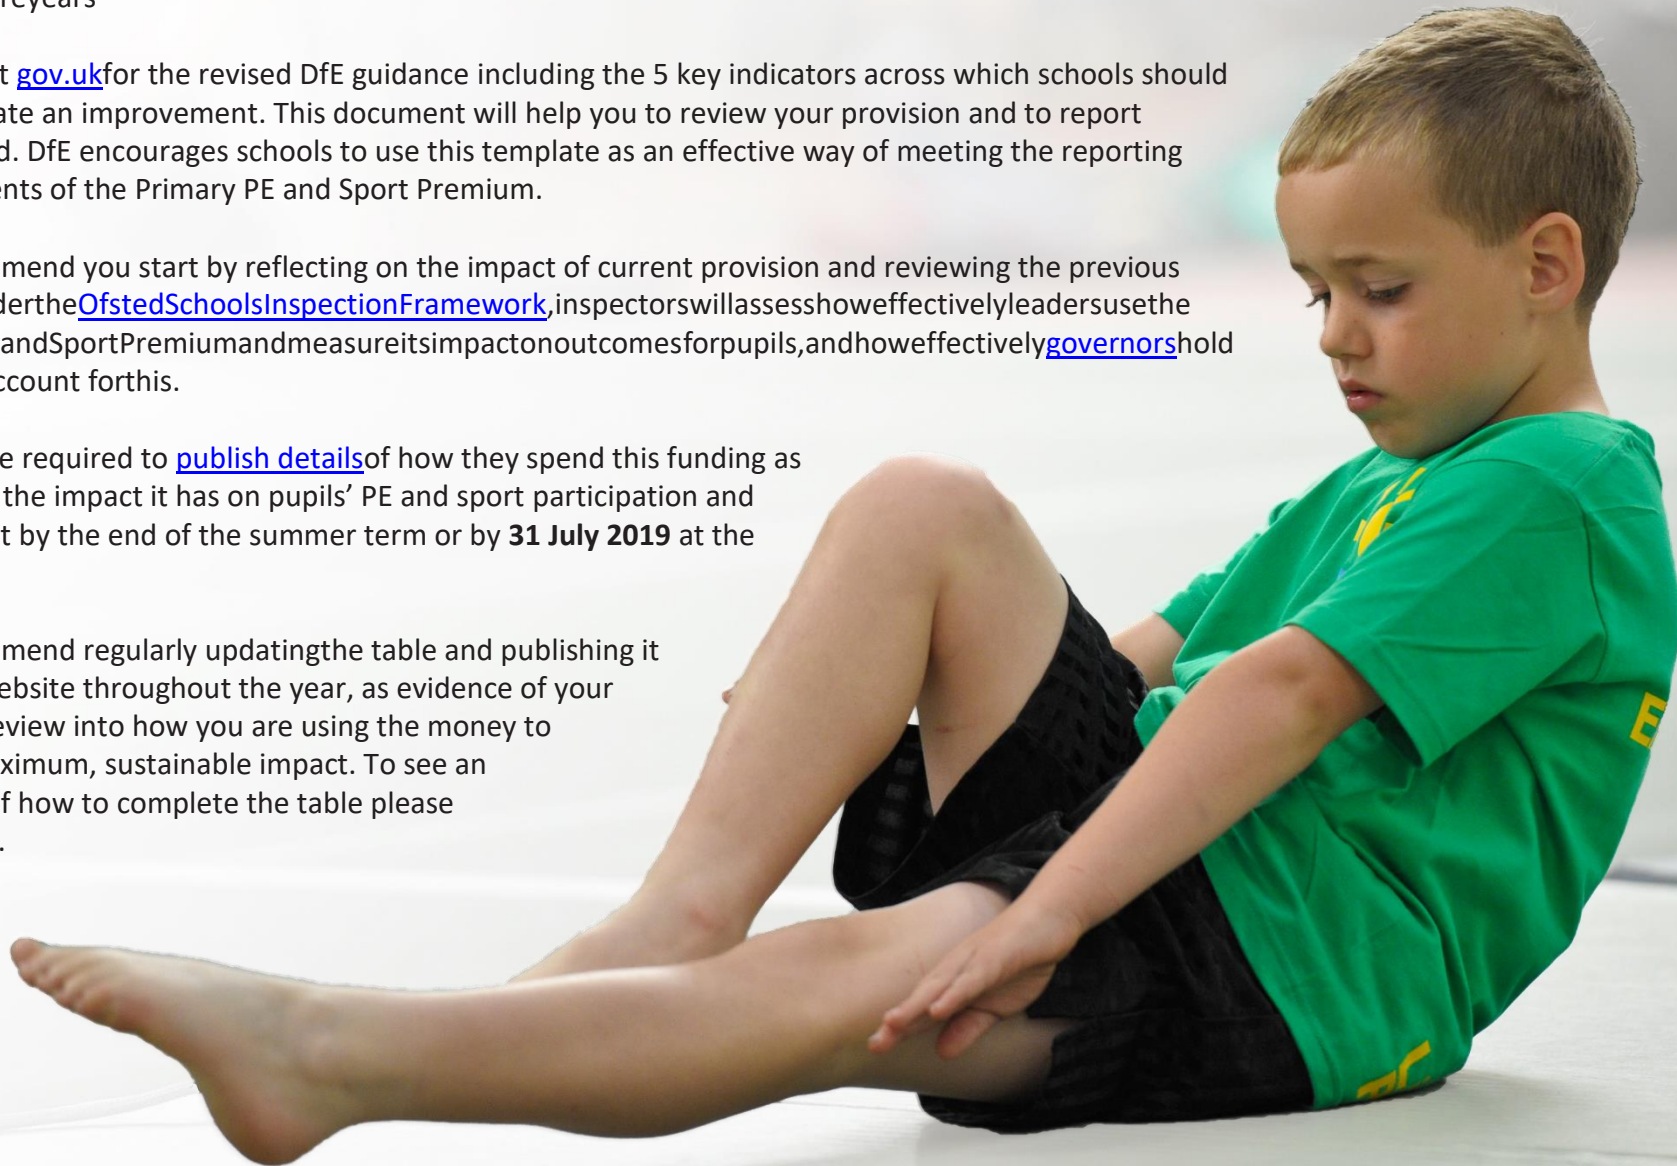 reyears
t gov.ukfor the revised DfE guidance including the 5 key indicators across which schools should
ate an improvement. This document will help you to review your provision and to report
d. DfE encourages schools to use this template as an effective way of meeting the reporting
ents of the Primary PE and Sport Premium.
mend you start by reflecting on the impact of current provision and reviewing the previous
dertheOfstedSchoolsInspectionFramework,inspectorswillassesshoweffectivelyleadersusethe
andSportPremiumandmeasureitsimpactonoutcomesforpupils,andhoweffectivelygovernorshold
ccount forthis.
e required to publish detailsof how they spend this funding as
the impact it has on pupils’ PE and sport participation and
t by the end of the summer term or by 31 July 2019 at the
mend regularly updatingthe table and publishing it
ebsite throughout the year, as evidence of your
eview into how you are using the money to
ximum, sustainable impact. To see an
f how to complete the table please
.